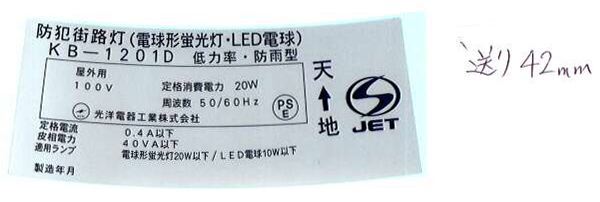 防犯街路灯(電球形蛍光灯・LED電球)
KB-1201D 低力率・防雨型
屋外用
100V
定格消費電力 20W
周波数 50/60Hz
光洋電器工業株式会社
PS
E
天
↑
地
S
JET
定格電流 0.4A以下
皮相電力 40VA以下
適用ランプ 電球形蛍光灯20W以下/LED電球10W以下
製造年月
送り 42mm